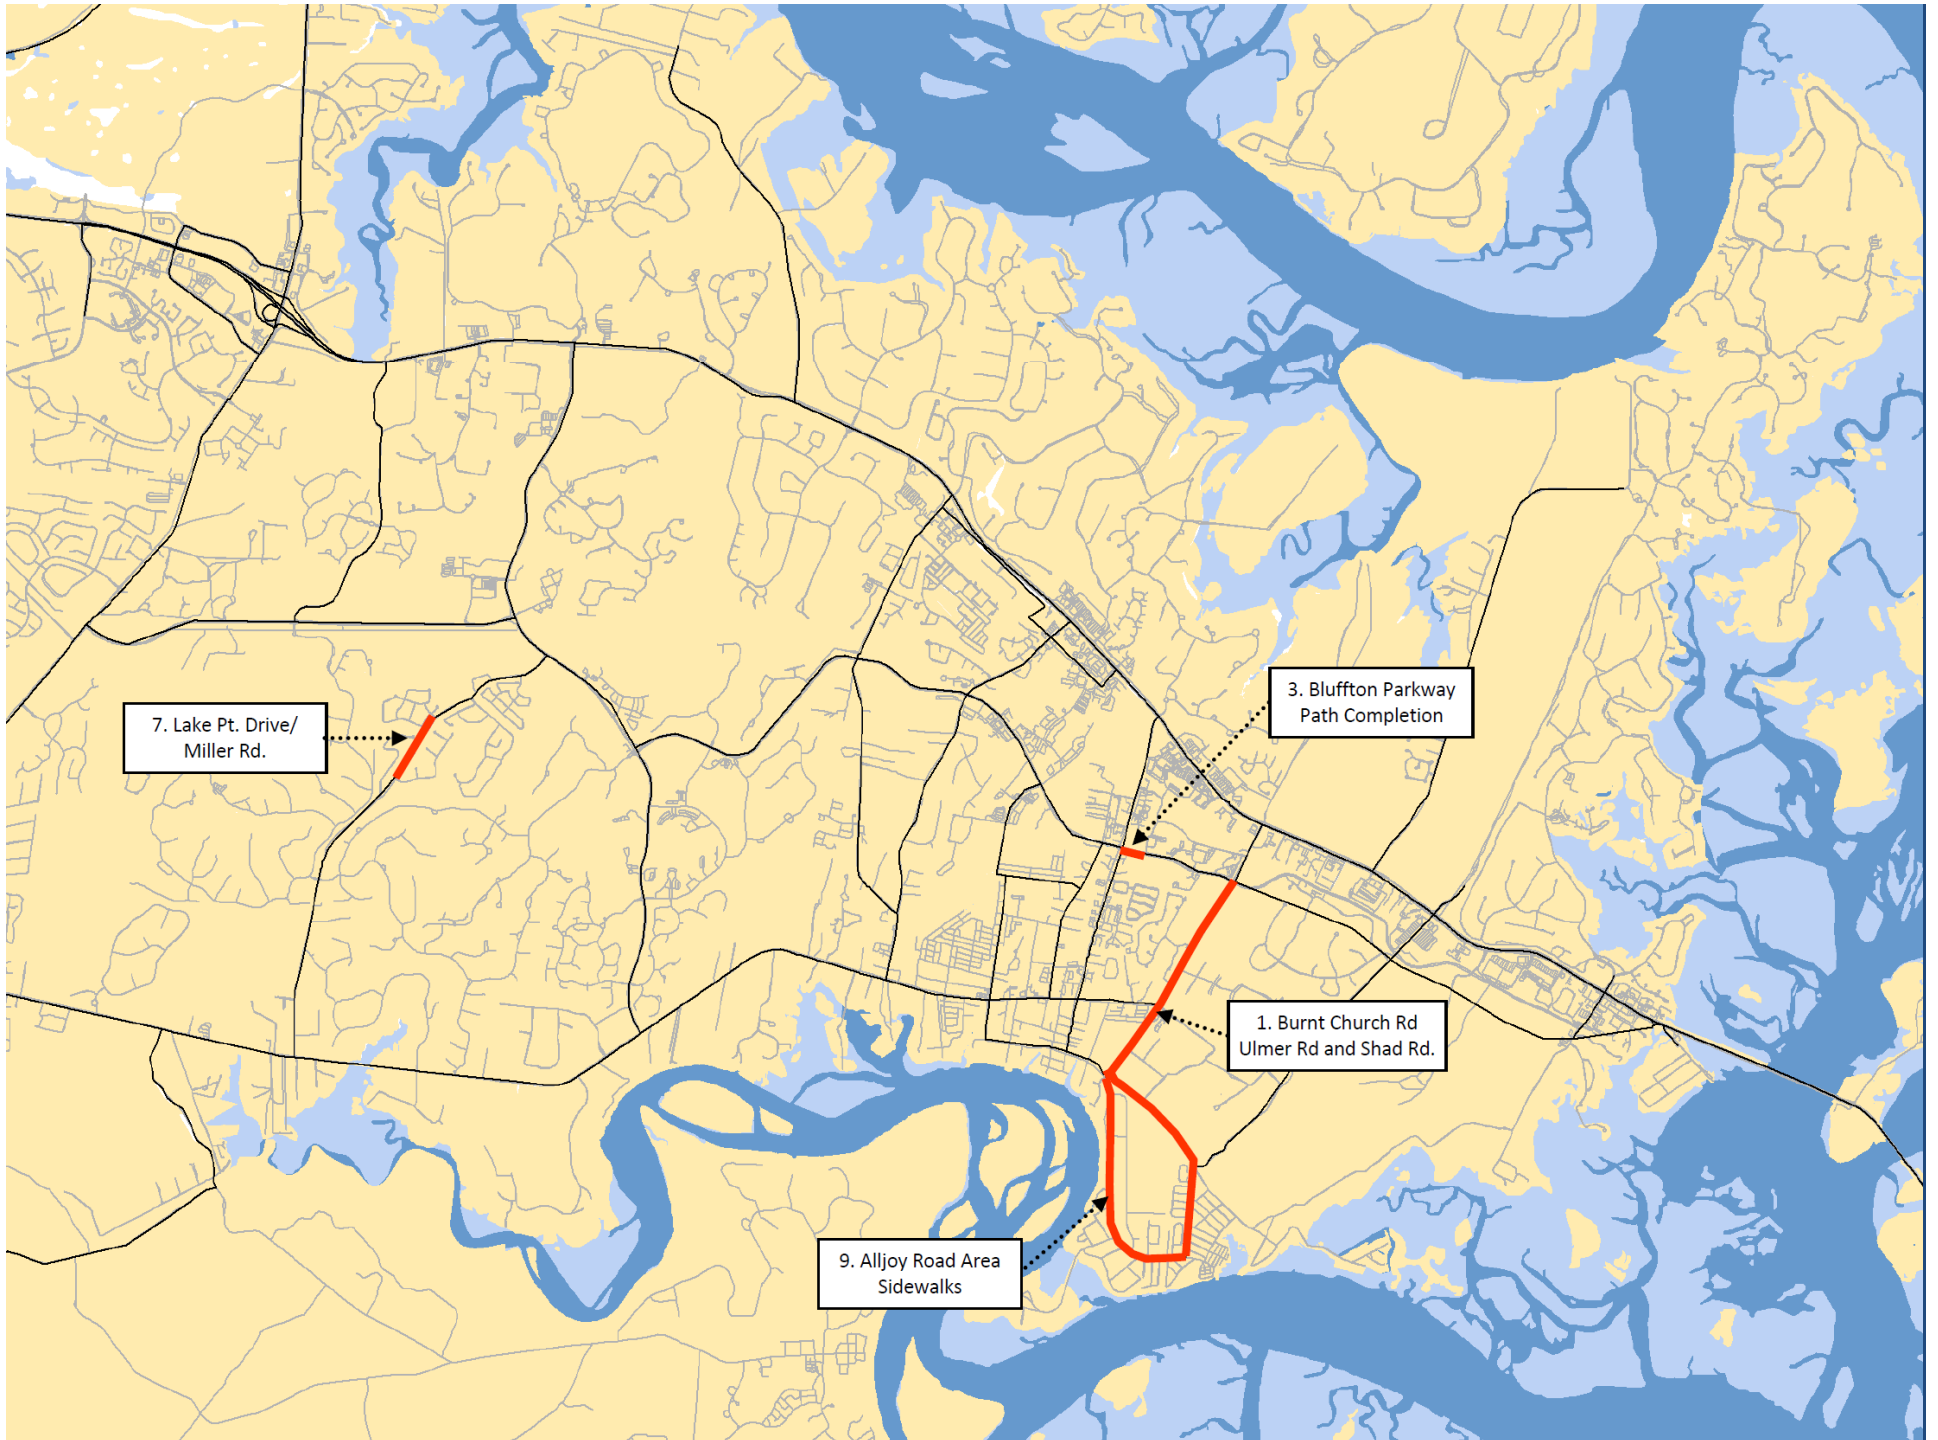 3. Bluffton Parkway
Path Completion
7. Lake Pt. Drive/
Miller Rd.
1. Burnt Church Rd
Ulmer Rd and Shad Rd.
9. Alljoy Road Area
Sidewalks